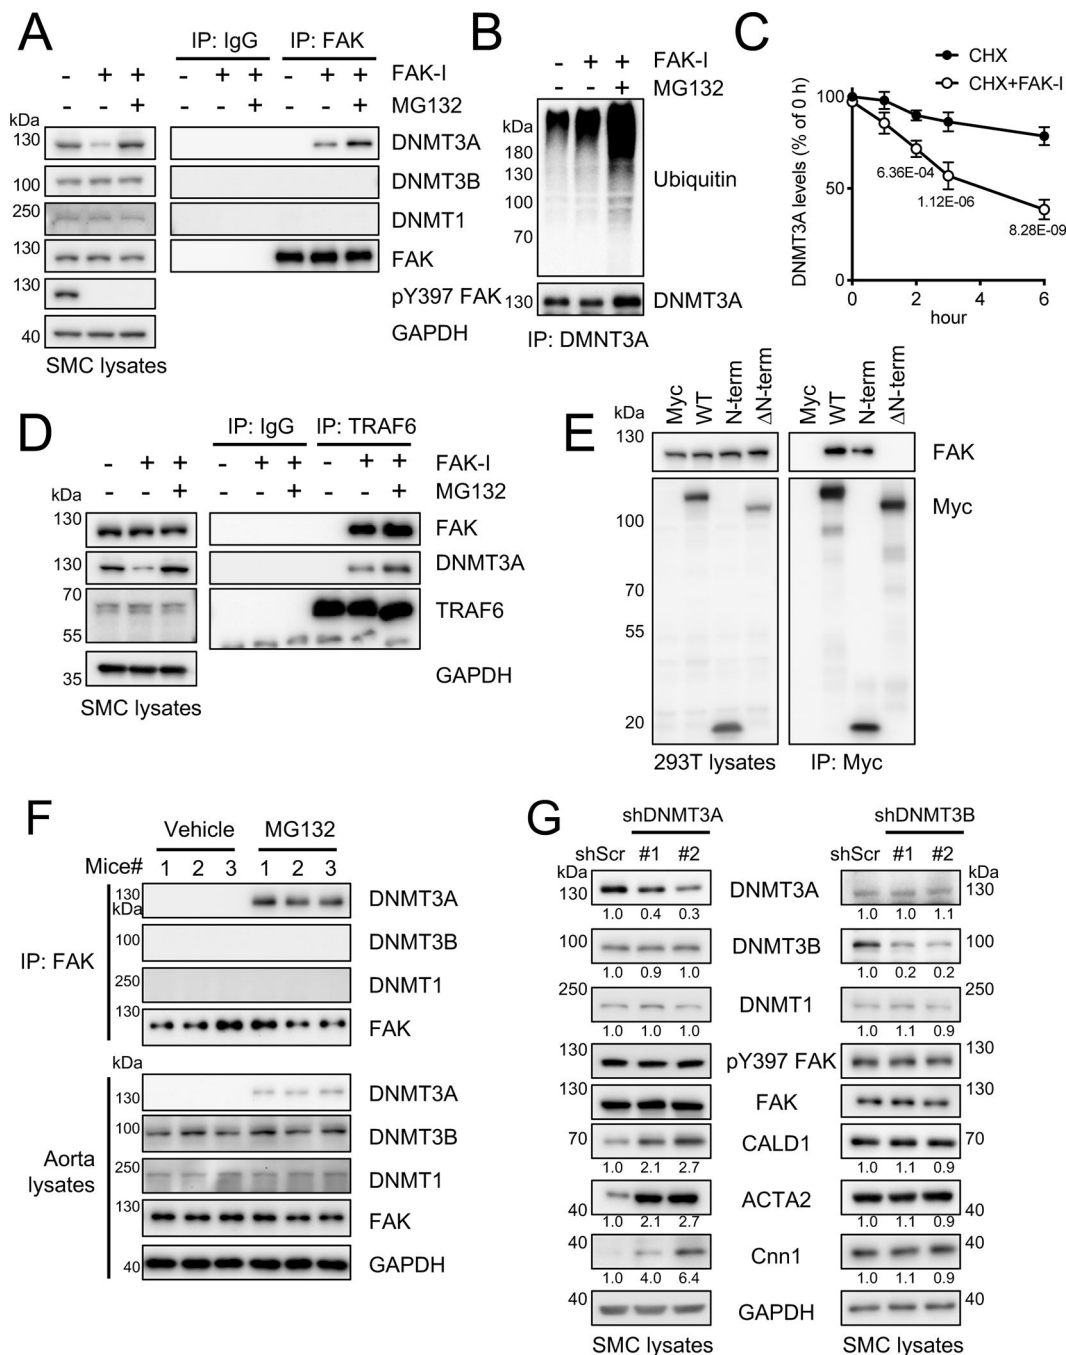 A
IP: IgG IP: FAK
- + + - + + - + + FAK-I
- - + - - + - - + MG132
kDa
130 DNMT3A
100 DNMT3B
250 DNMT1
130 FAK
130 pY397 FAK
40 GAPDH
SMC lysates
B
- + + FAK-I
- - + MG132
kDa
180
130
100
70
Ubiquitin
130 DNMT3A
IP: DMNT3A
C
CHX
CHX+FAK-I
DNMT3A levels (% of 0 h)
100
50
0
6.36E-04
1.12E-06
8.28E-09
0 2 4 6
hour
D
IP: IgG IP: TRAF6
- + + - + + - + + FAK-I
- - + - - + - - + MG132
kDa
130 FAK
130 DNMT3A
70
55
TRAF6
35 GAPDH
SMC lysates
E
Myc WT N-term ΔN-term Myc WT N-term ΔN-term
kDa
130 FAK
Myc
100
70
55
20
293T lysates IP: Myc
F
Vehicle MG132
Mice# 1 2 3 1 2 3
IP: FAK
130 DNMT3A
kDa
100 DNMT3B
250 DNMT1
130 FAK
kDa
Aorta lysates
130 DNMT3A
100 DNMT3B
250 DNMT1
130 FAK
40 GAPDH
G
shDNMT3A shDNMT3B
shScr #1 #2 shScr #1 #2
kDa kDa
130 DNMT3A 130
1.0 0.4 0.3 1.0 1.0 1.1
100 DNMT3B 100
1.0 0.9 1.0 1.0 0.2 0.2
250 DNMT1 250
1.0 1.0 1.0 1.0 1.1 0.9
130 pY397 FAK 130
130 FAK 130
70 CALD1 70
1.0 2.1 2.7 1.0 1.1 0.9
40 ACTA2 40
1.0 2.1 2.7 1.0 1.1 0.9
40 Cnn1 40
1.0 4.0 6.4 1.0 1.1 0.9
40 GAPDH 40
SMC lysates SMC lysates